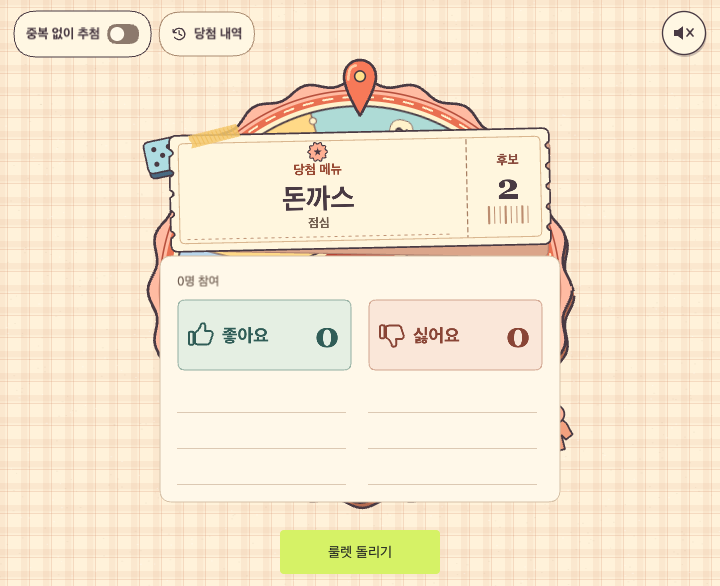 중복 없이 추첨
당첨 내역
당첨 메뉴
돈까스
점심
후보
2
0명 참여
좋아요 0
싫어요 0
룰렛 돌리기